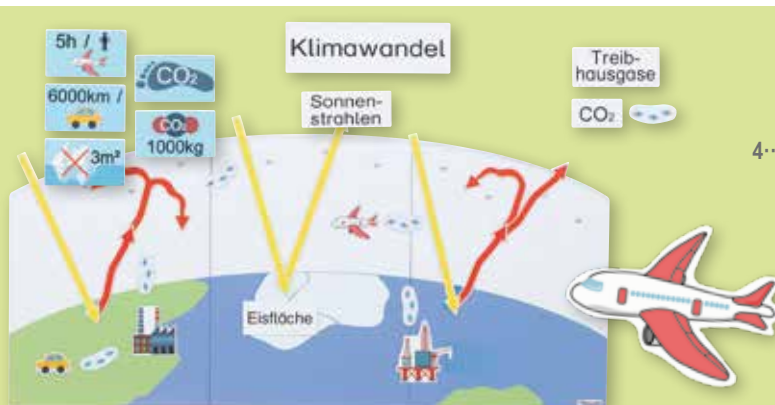 5h /
CO₂
6000km /
CO₂
1000kg
3m²
Klimawandel
Sonnen-
strahlen
Treib-
hausgase
CO₂
4
Eisfläche